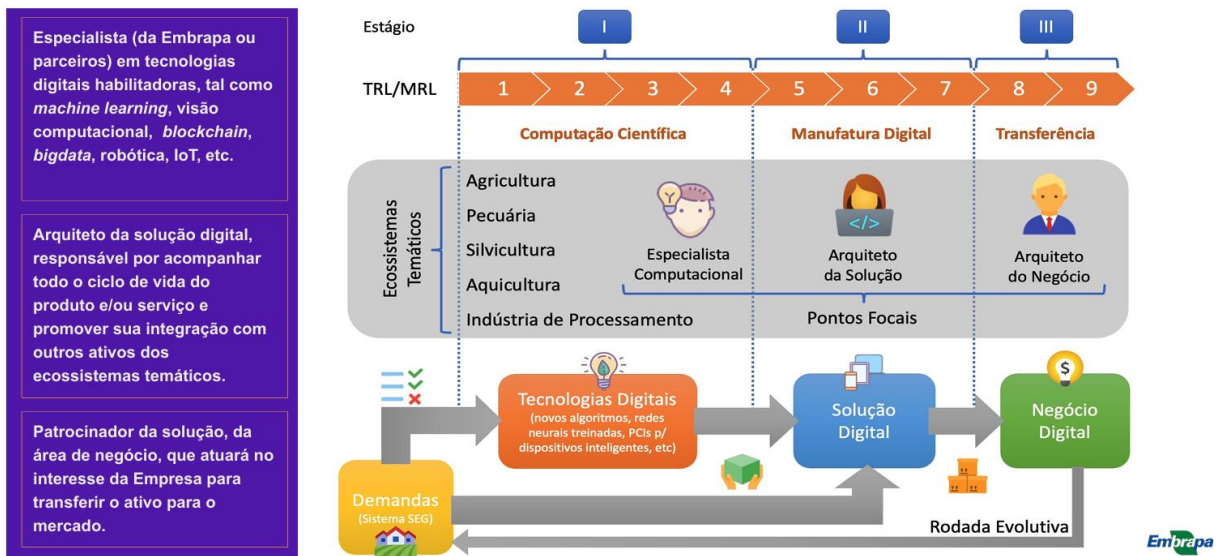 Especialista (da Embrapa ou
parceiros) em tecnologias
digitais habilitadoras, tal como
machine learning, visão
computacional, blockchain,
bigdata, robótica, IoT, etc.
Arquiteto da solução digital,
responsável por acompanhar
todo o ciclo de vida do
produto e/ou serviço e
promover sua integração com
outros ativos dos
ecossistemas temáticos.
Patrocinador da solução, da
área de negócio, que atuará no
interesse da Empresa para
transferir o ativo para o
mercado.
Estágio
I
II
III
TRL/MRL
1 2 3 4 5 6 7 8 9
Computação Científica
Manufatura Digital
Transferência
Ecossistemas
Temáticos
Agricultura
Pecuária
Silvicultura
Aquicultura
Indústria de Processamento
Especialista
Computacional
</>
Arquiteto
da Solução
Arquiteto
do Negócio
Pontos Focais
Tecnologias Digitais
(novos algoritmos, redes
neurais treinadas, PCIs p/
dispositivos inteligentes, etc)
Solução
Digital
$
Negócio
Digital
Demandas
(Sistema SEG)
Rodada Evolutiva
Embrapa